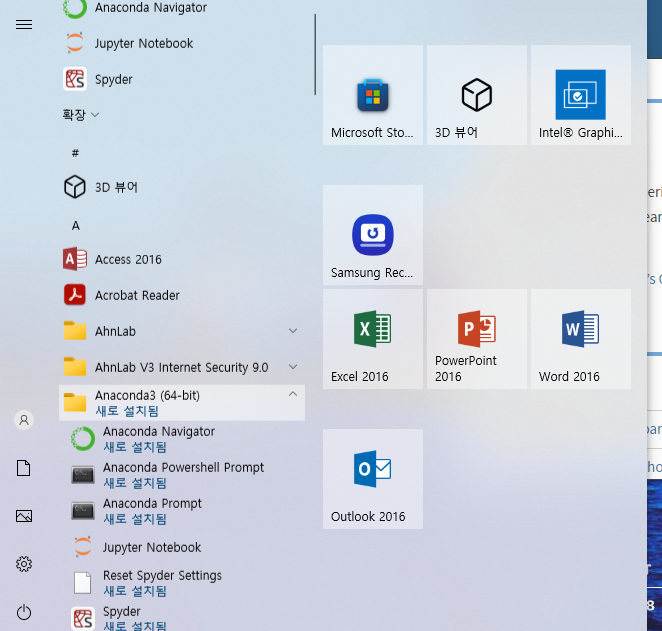 Anaconda Navigator
Jupyter Notebook
Spyder
확장
#
3D 뷰어
A
Access 2016
Acrobat Reader
AhnLab
AhnLab V3 Internet Security 9.0
Anaconda3 (64-bit)
새로 설치됨
Anaconda Navigator
새로 설치됨
Anaconda Powershell Prompt
새로 설치됨
Anaconda Prompt
새로 설치됨
Jupyter Notebook
Reset Spyder Settings
새로 설치됨
Spyder
새로 설치됨
Microsoft Sto...
3D 뷰어
Intel® Graphi...
Samsung Rec...
Excel 2016
PowerPoint
2016
Word 2016
Outlook 2016